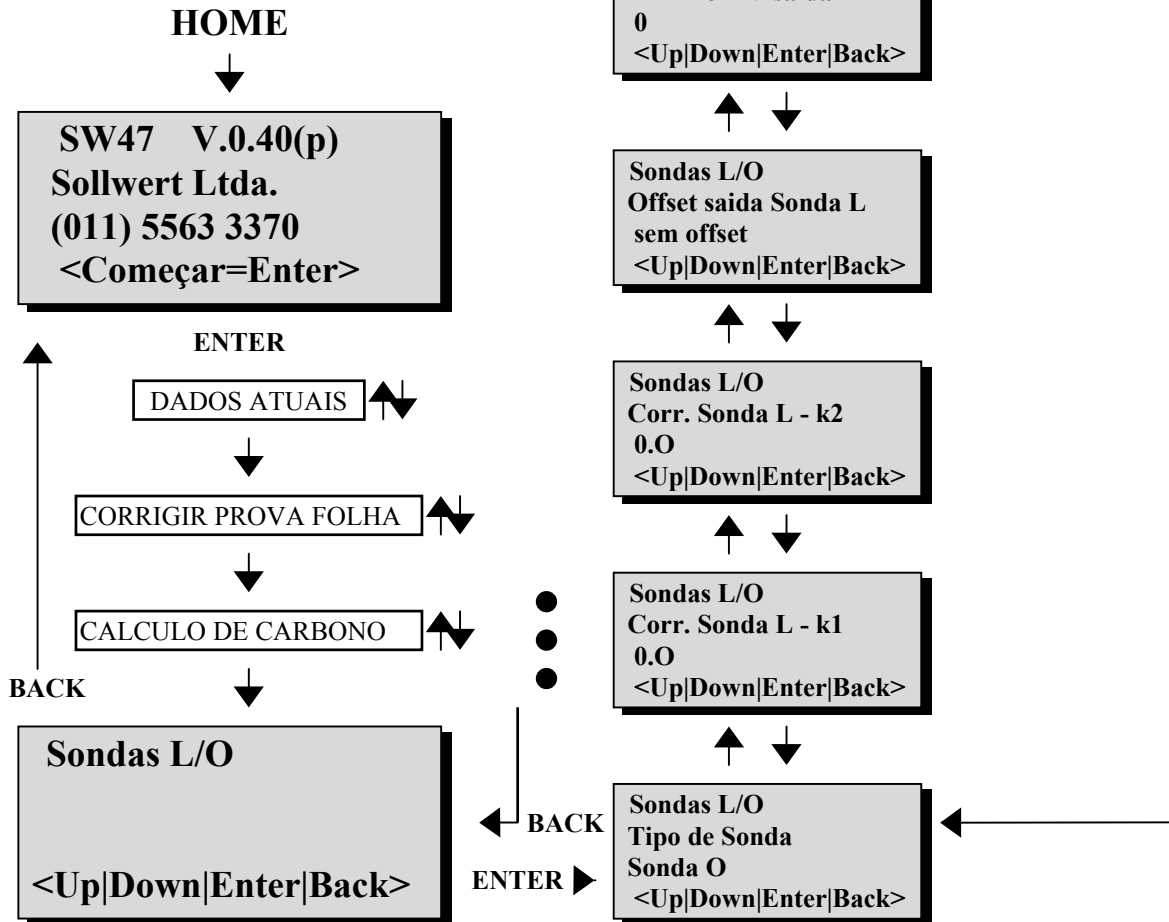 HOME
SW47 V.0.40(p)
Sollwert Ltda.
(011) 5563 3370
<Começar=Enter>
ENTER
DADOS ATUAIS
CORRIGIR PROVA FOLHA
CALCULO DE CARBONO
BACK
Sondas L/O
<Up|Down|Enter|Back>
BACK
ENTER
0
<Up|Down|Enter|Back>
Sondas L/O
Offset saida Sonda L
sem offset
<Up|Down|Enter|Back>
Sondas L/O
Corr. Sonda L - k2
0.O
<Up|Down|Enter|Back>
Sondas L/O
Corr. Sonda L - k1
0.O
<Up|Down|Enter|Back>
Sondas L/O
Tipo de Sonda
Sonda O
<Up|Down|Enter|Back>